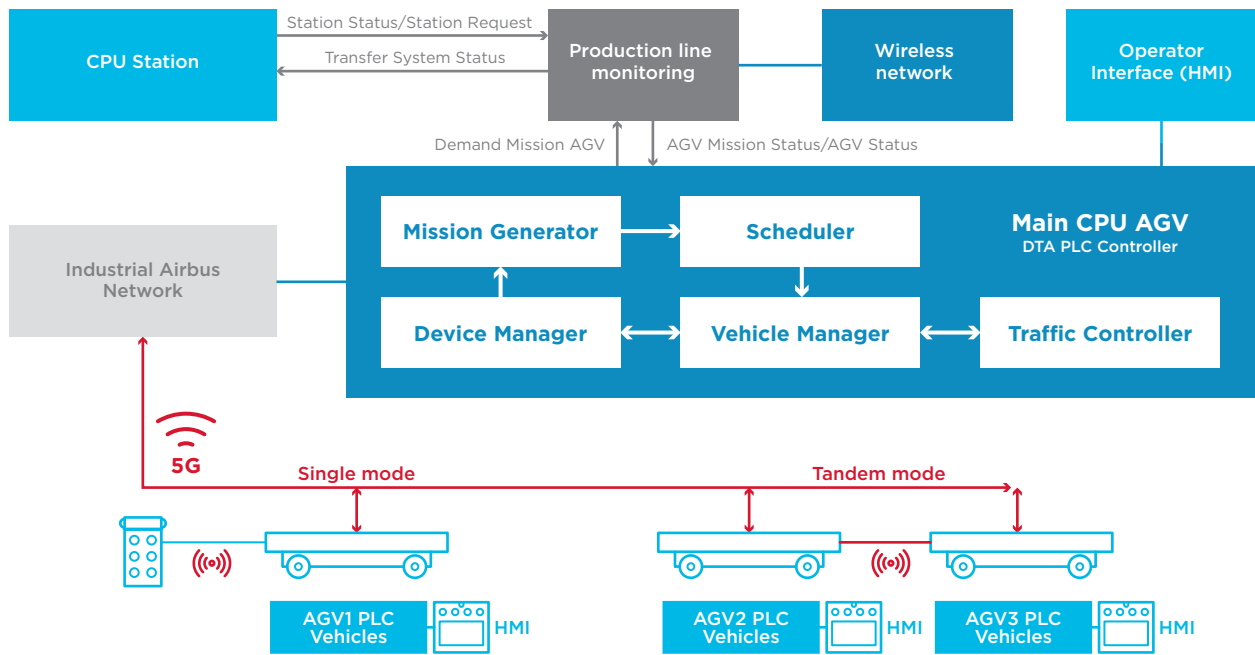 Station Status/Station Request
CPU Station
Transfer System Status
Production line
monitoring
Wireless
network
Operator
Interface (HMI)
Demand Mission AGV
AGV Mission Status/AGV Status
Mission Generator
Scheduler
Main CPU AGV
DTA PLC Controller
Industrial Airbus
Network
Device Manager
Vehicle Manager
Traffic Controller
5G
Single mode
Tandem mode
AGV1 PLC
Vehicles
HMI
AGV2 PLC
Vehicles
HMI
AGV3 PLC
Vehicles
HMI